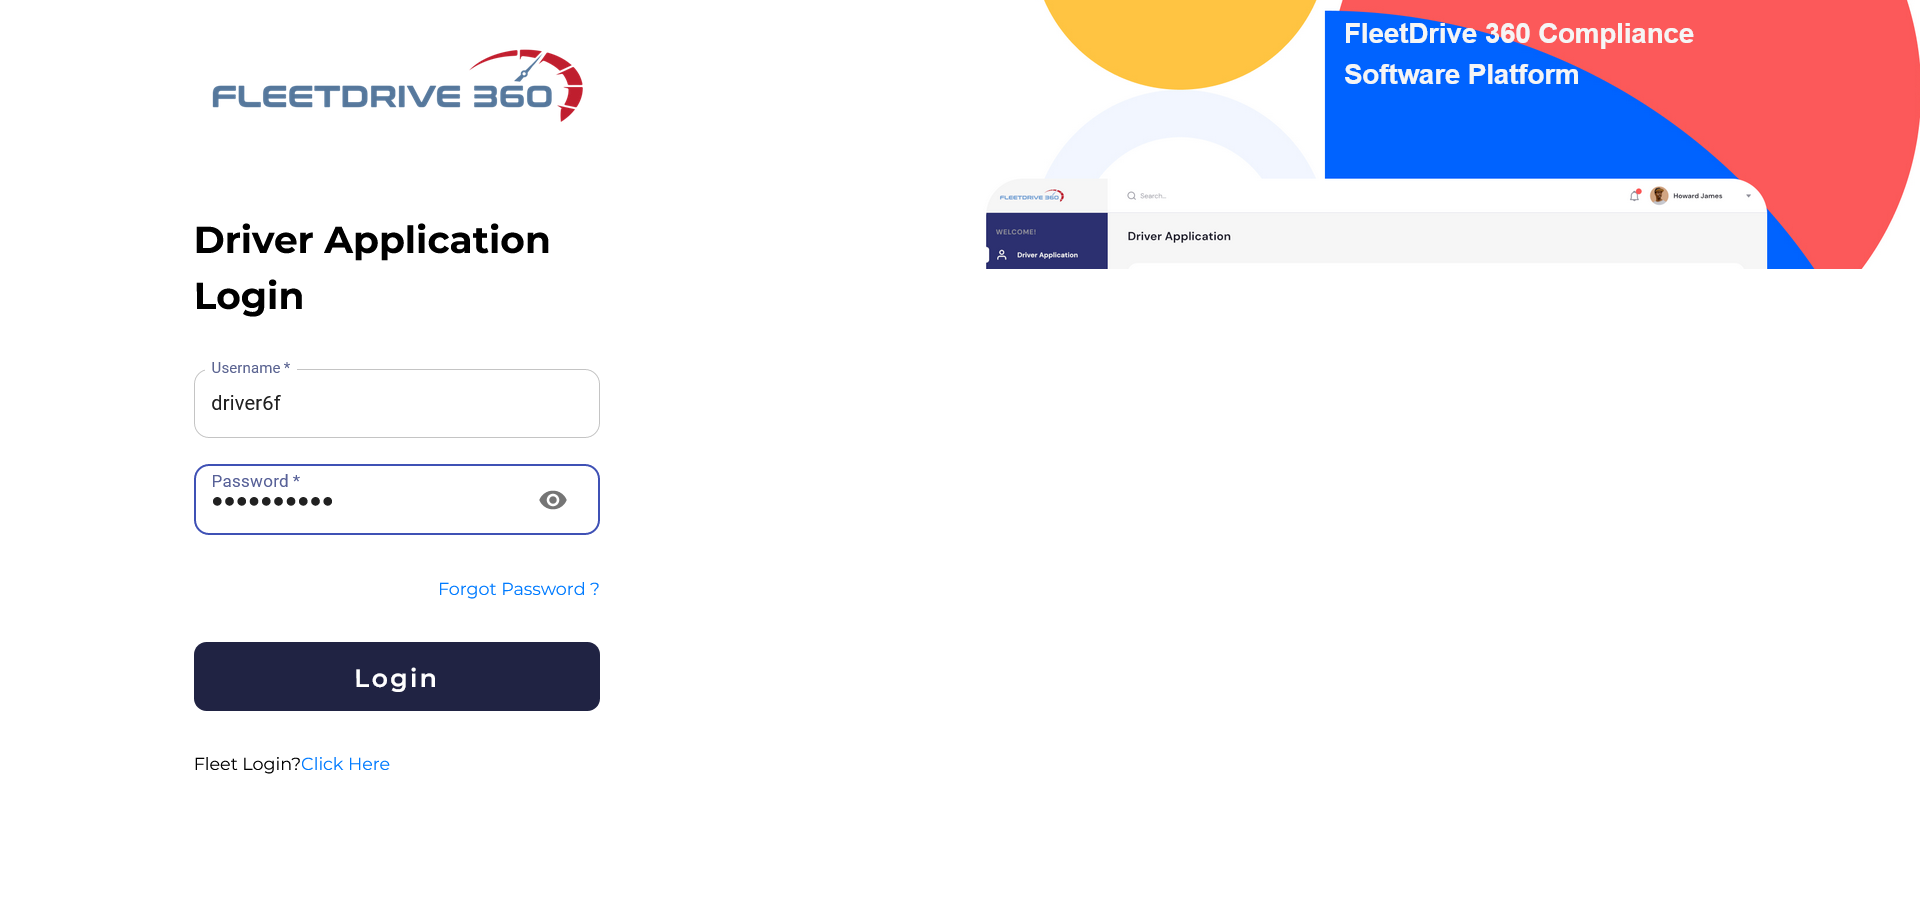 FLEETDRIVE 360
Driver Application
Login
Username *
driver6f
Password *
••••••••••
Forgot Password ?
Login
Fleet Login?Click Here
FleetDrive 360 Compliance
Software Platform
FLEETDRIVE 360
Search...
Howard James
WELCOME!
Driver Application
Driver Application